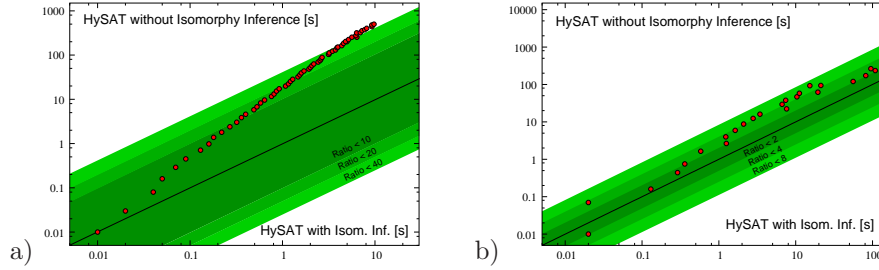 HySAT without Isomorphy Inference [s]
1000
100
10
1
0.1
0.01
Ratio < 10
Ratio < 20
Ratio < 40
HySAT with Isom. Inf. [s]
0.01
0.1
1
10
a)
HySAT without Isomorphy Inference [s]
10000
1000
100
10
1
0.1
0.01
Ratio < 2
Ratio < 4
Ratio < 8
HySAT with Isom. Inf. [s]
0.01
0.1
1
10
100
b)